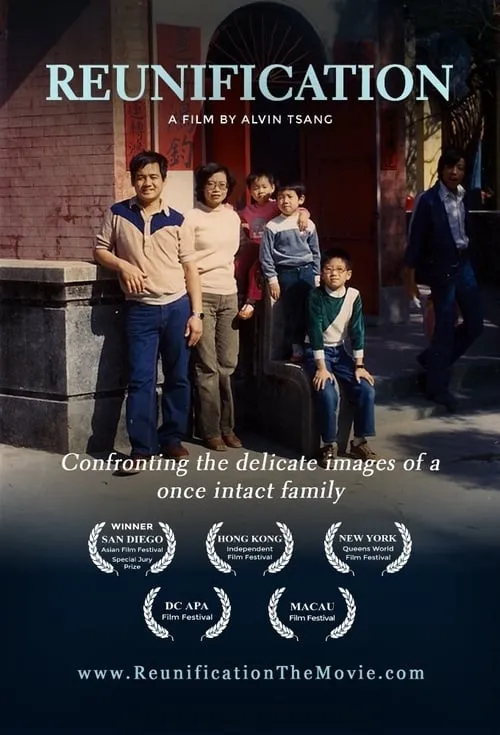 REUNIFICATION
A FILM BY ALVIN TSANG
Confronting the delicate images of a
once intact family
WINNER
SAN DIEGO
Asian Film Festival
Special Jury
Prize
HONG KONG
Independent
Film Festival
NEW YORK
Queens World
Film Festival
DC APA
Film Festival
MACAU
Film Festival
www.ReunificationTheMovie.com